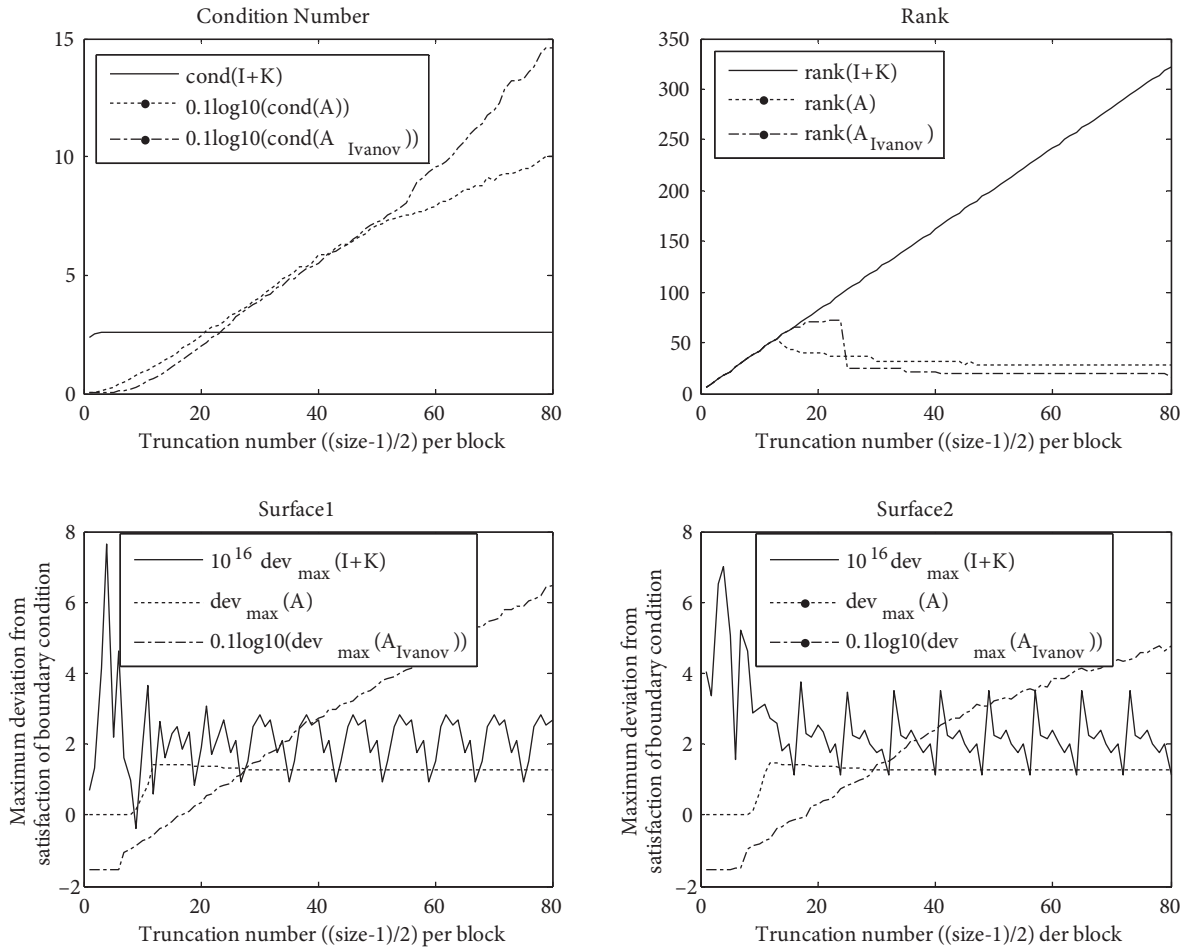 Condition Number
15
10
5
0
cond(I+K)
0.1log10(cond(A))
0.1log10(cond(A Ivanov))
0 20 40 60 80
Truncation number ((size-1)/2) per block
Rank
350
300
250
200
150
100
50
0
rank(I+K)
rank(A)
rank(A Ivanov)
0 20 40 60 80
Truncation number ((size-1)/2) per block
Surface1
Maximum deviation from
satisfaction of boundary condition
8
6
4
2
0
−2
10^16 dev max (I+K)
dev max (A)
0.1log10(dev max (A Ivanov))
0 20 40 60 80
Truncation number ((size-1)/2) per block
Surface2
Maximum deviation from
satisfaction of boundary condition
8
6
4
2
0
−2
10^16 dev max (I+K)
dev max (A)
0.1log10(dev max (A Ivanov))
0 20 40 60 80
Truncation number ((size-1)/2) der block